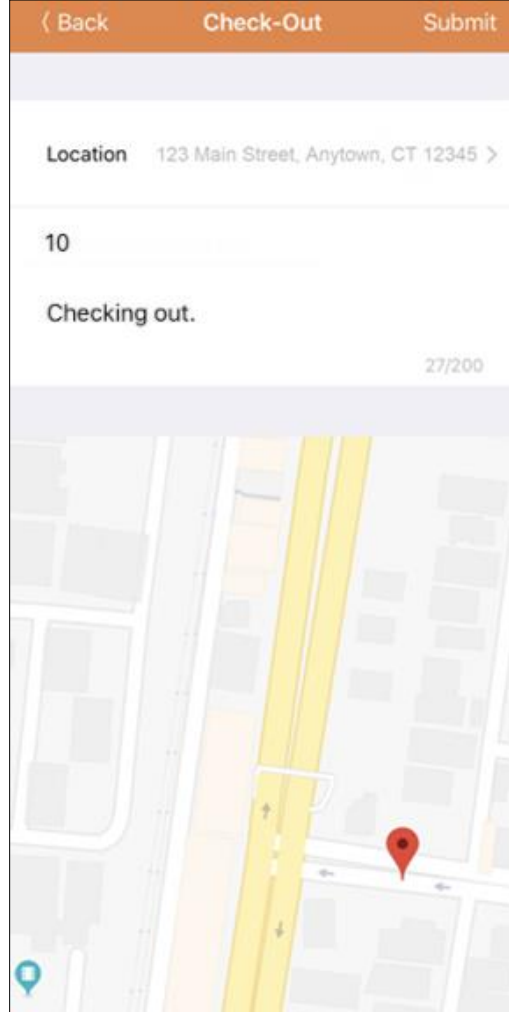 〈 Back Check-Out Submit
Location 123 Main Street, Anytown, CT 12345 >
10
Checking out.
27/200